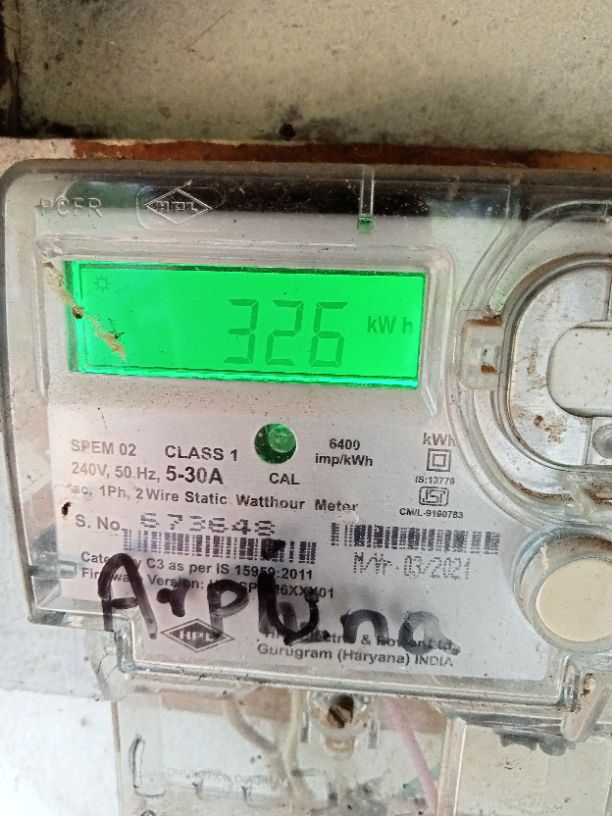 PCFR HPL
326 kWh
SPEM 02 CLASS 1 6400 imp/kWh kWh
240V, 50 Hz, 5-30A CAL IS:13779
ac, 1Ph, 2 Wire Static Watthour Meter CM/L-9190783
S. No 673648
C3 as per IS 15959:2011 M/Yr-03/2021
Version:
HPL
Gurugram (Haryana) INDIA